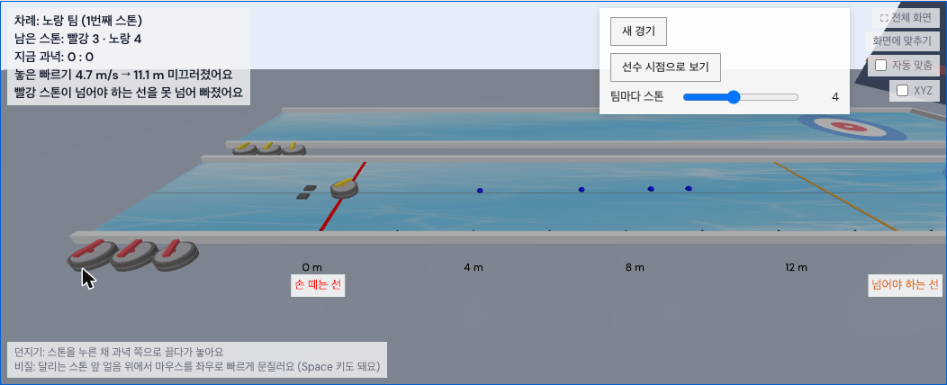 차례: 노랑 팀 (1번째 스톤)
남은 스톤: 빨강 3 · 노랑 4
지금 과녁: 0 : 0
놓은 빠르기 4.7 m/s → 11.1 m 미끄러졌어요
빨강 스톤이 넘어야 하는 선을 못 넘어 빠졌어요
새 경기
선수 시점으로 보기
팀마다 스톤
4
전체 화면
화면에 맞추기
자동 맞춤
XYZ
0 m
4 m
8 m
12 m
손 떼는 선
넘어야 하는 선
던지기: 스톤을 누른 채 과녁 쪽으로 끌다가 놓아요
비질: 달리는 스톤 앞 얼음 위에서 마우스를 좌우로 빠르게 문질러요 (Space 키도 돼요)